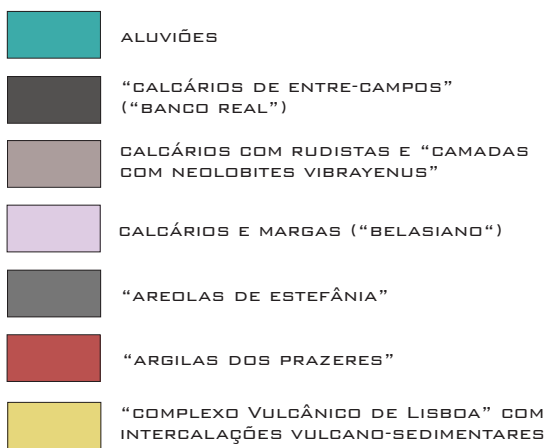 ALUVIÕES
“CALCÁRIOS DE ENTRE-CAMPOS”
(“BANCO REAL”)
CALCÁRIOS COM RUDISTAS E “CAMADAS
COM NEOLOBITES VIBRAYENUS”
CALCÁRIOS E MARGAS (“BELASIANO“)
“AREOLAS DE ESTEFÂNIA”
“ARGILAS DOS PRAZERES”
“COMPLEXO VULCÂNICO DE LISBOA” COM
INTERCALAÇÕES VULCANO-SEDIMENTARES